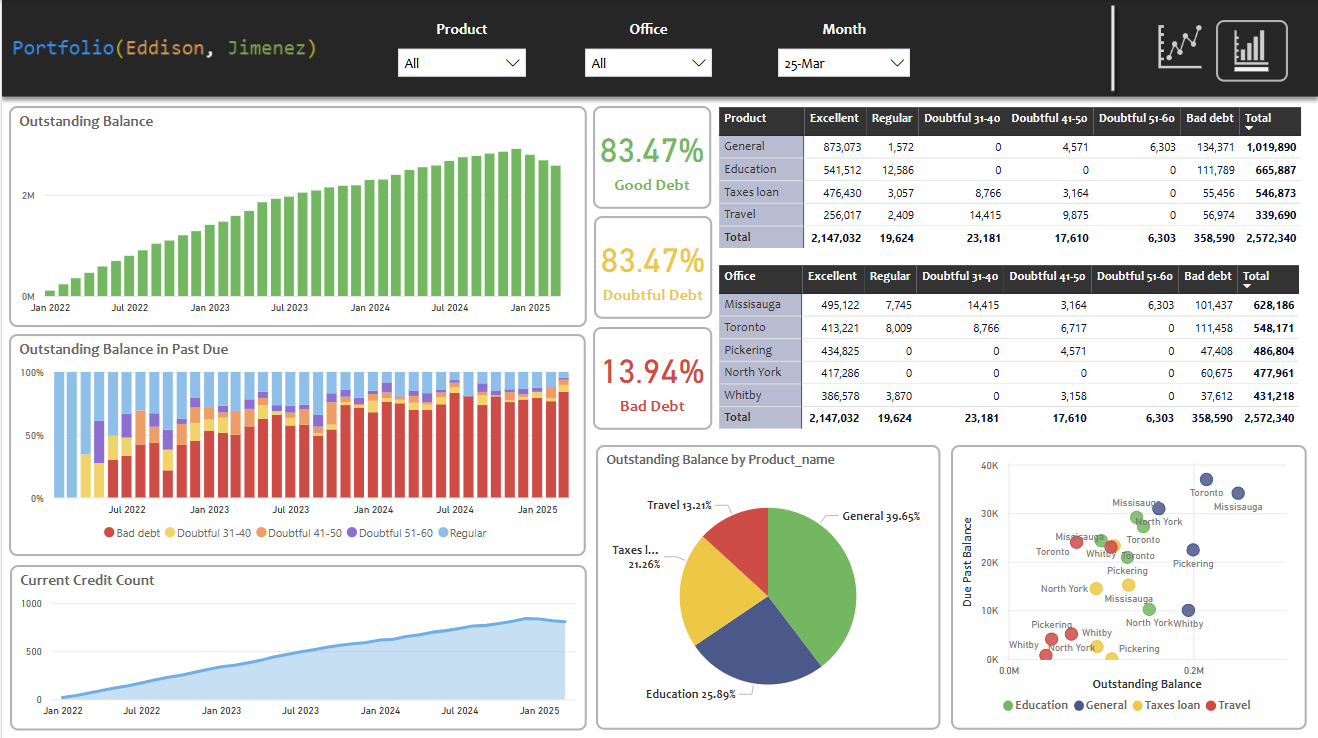 Product Office Month
Portfolio(Eddison, Jimenez)
All All 25-Mar
Outstanding Balance
2M
0M
Jan 2022 Jul 2022 Jan 2023 Jul 2023 Jan 2024 Jul 2024 Jan 2025
83.47%
Good Debt
83.47%
Doubtful Debt
13.94%
Bad Debt
Product Excellent Regular Doubtful 31-40 Doubtful 41-50 Doubtful 51-60 Bad debt Total
General 873,073 1,572 0 4,571 6,303 134,371 1,019,890
Education 541,512 12,586 0 0 0 111,789 665,887
Taxes loan 476,430 3,057 8,766 3,164 0 55,456 546,873
Travel 256,017 2,409 14,415 9,875 0 56,974 339,690
Total 2,147,032 19,624 23,181 17,610 6,303 358,590 2,572,340
Office Excellent Regular Doubtful 31-40 Doubtful 41-50 Doubtful 51-60 Bad debt Total
Missisauga 495,122 7,745 14,415 3,164 6,303 101,437 628,186
Toronto 413,221 8,009 8,766 6,717 0 111,458 548,171
Pickering 434,825 0 0 4,571 0 47,408 486,804
North York 417,286 0 0 0 0 60,675 477,961
Whitby 386,578 3,870 0 3,158 0 37,612 431,218
Total 2,147,032 19,624 23,181 17,610 6,303 358,590 2,572,340
Outstanding Balance in Past Due
100%
50%
0%
Jul 2022 Jan 2023 Jul 2023 Jan 2024 Jul 2024 Jan 2025
Bad debt Doubtful 31-40 Doubtful 41-50 Doubtful 51-60 Regular
Current Credit Count
1000
500
0
Jan 2022 Jul 2022 Jan 2023 Jul 2023 Jan 2024 Jul 2024 Jan 2025
Outstanding Balance by Product_name
Travel 13.21%
General 39.65%
Taxes l...
21.26%
Education 25.89%
40K
Toronto
Missisauga
Missisauga
30K
North York
Missisauga
Toronto
Toronto Whitby Toronto
20K
Pickering
Pickering
North York
Missisauga
10K
North York Whitby
Pickering
Whitby
Whitby
North York
Pickering
0K
0.0M 0.2M
Due Past Balance
Outstanding Balance
Education General Taxes loan Travel